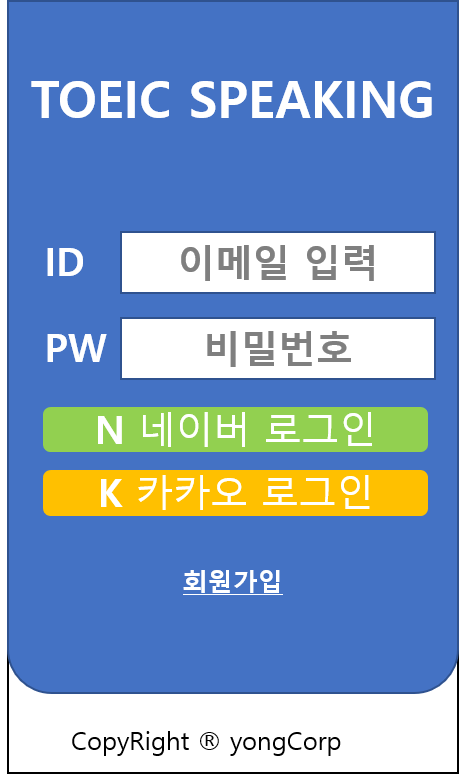 TOEIC SPEAKING
ID 이메일 입력
PW 비밀번호
N 네이버 로그인
K 카카오 로그인
회원가입
CopyRight ® yongCorp